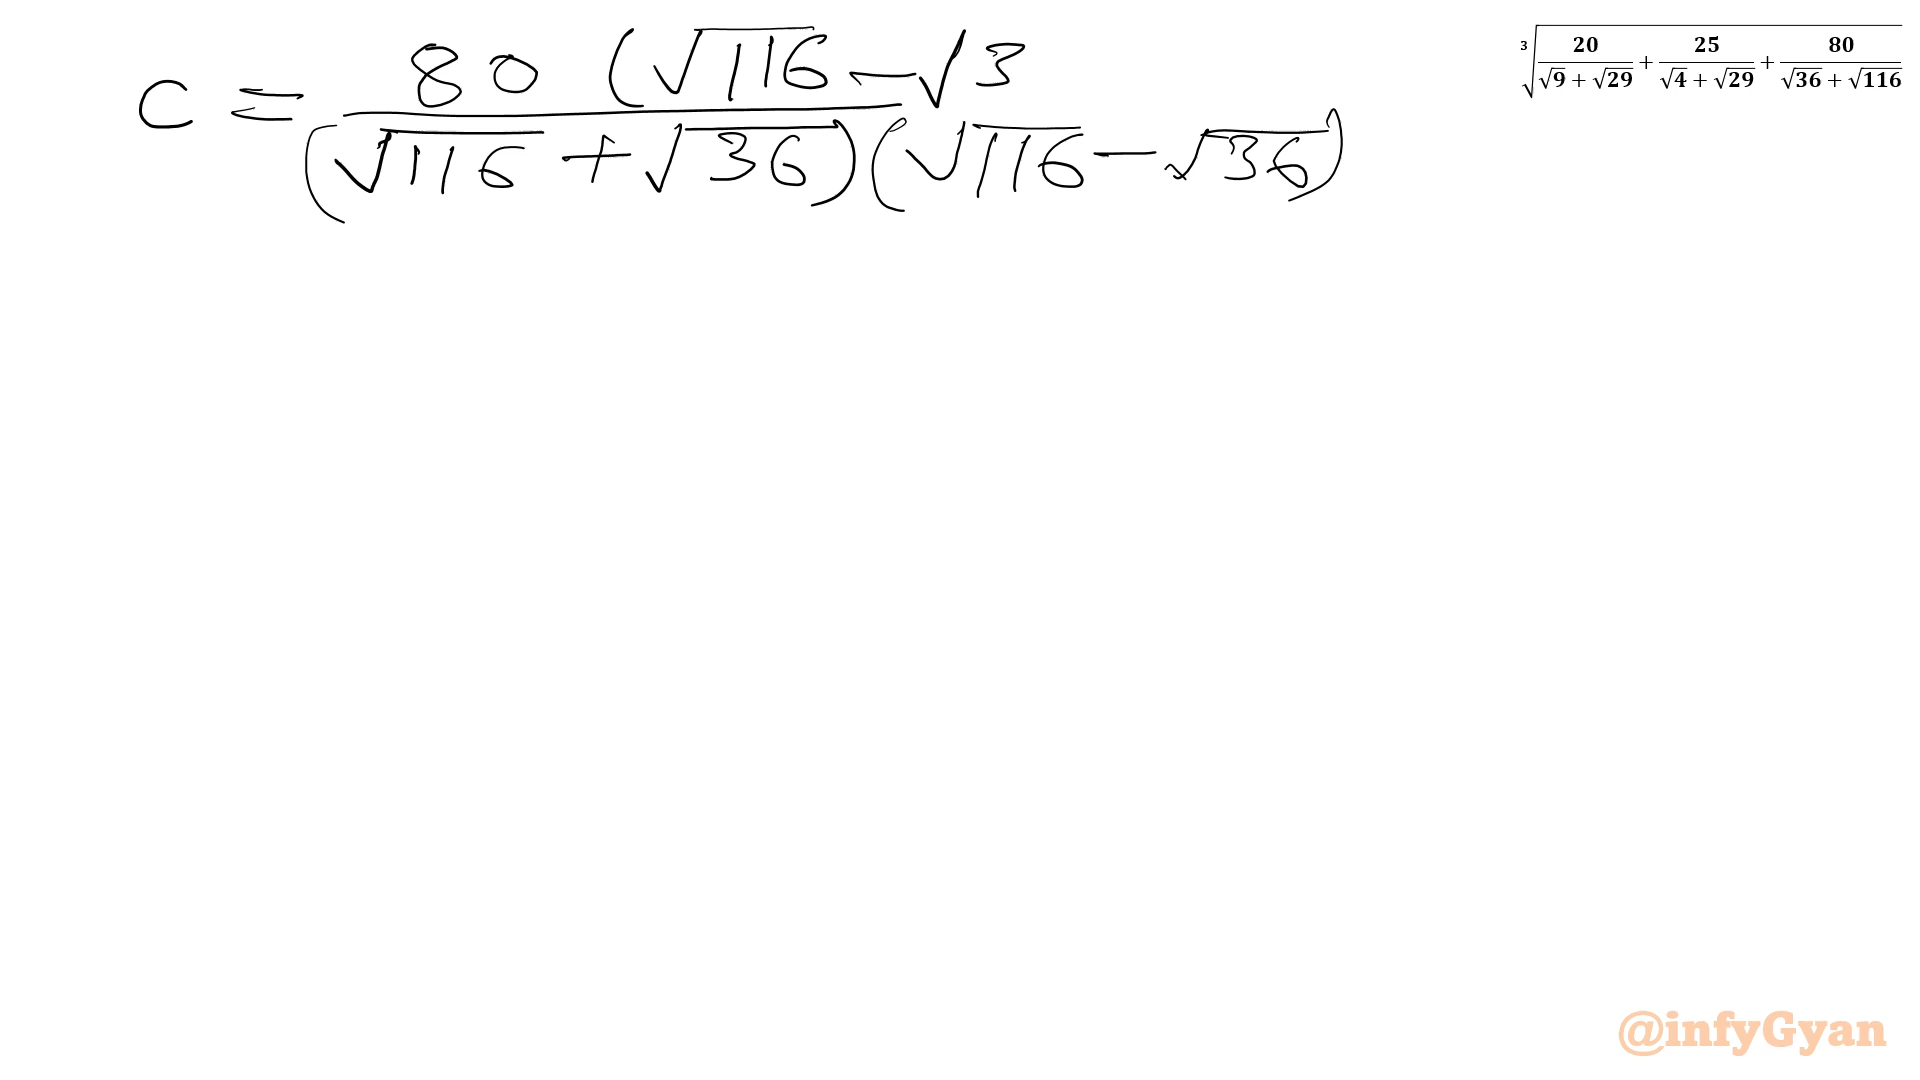 C = 80 (√116 − √3 / (√116 + √36)(√116 − √36)
∛(20/(√9 + √29) + 25/(√4 + √29) + 80/(√36 + √116))
@infyGyan